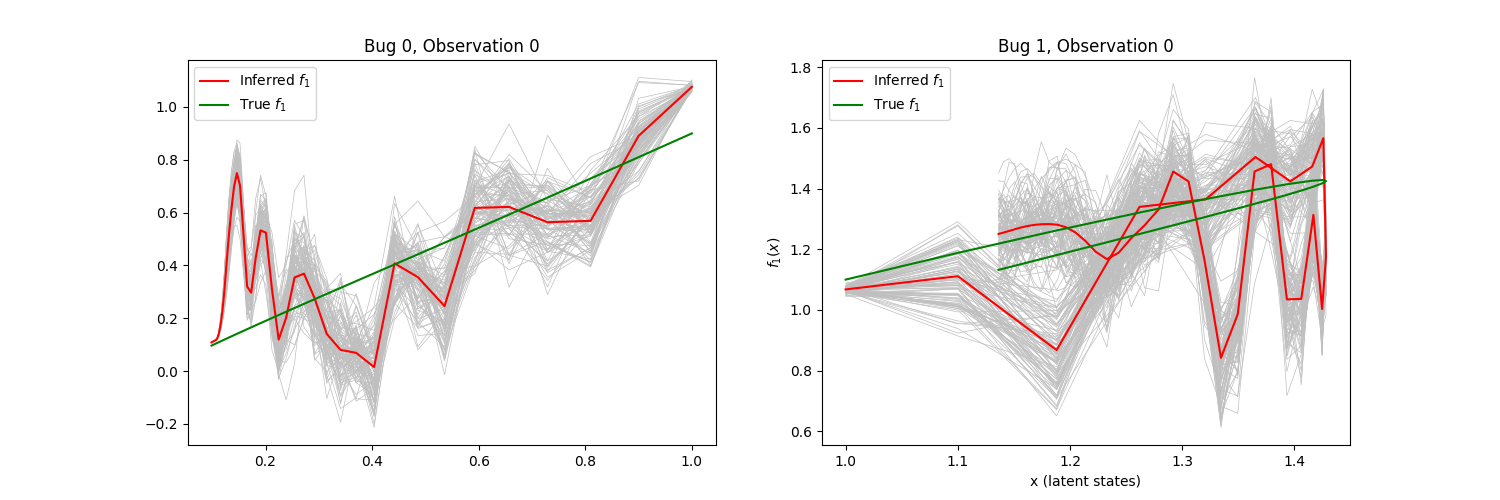 Bug 0, Observation 0
Inferred f₁
True f₁
1.0
0.8
0.6
0.4
0.2
0.0
−0.2
0.2 0.4 0.6 0.8 1.0
Bug 1, Observation 0
Inferred f₁
True f₁
1.8
1.6
1.4
1.2
1.0
0.8
0.6
f₁(x)
1.0 1.1 1.2 1.3 1.4
x (latent states)